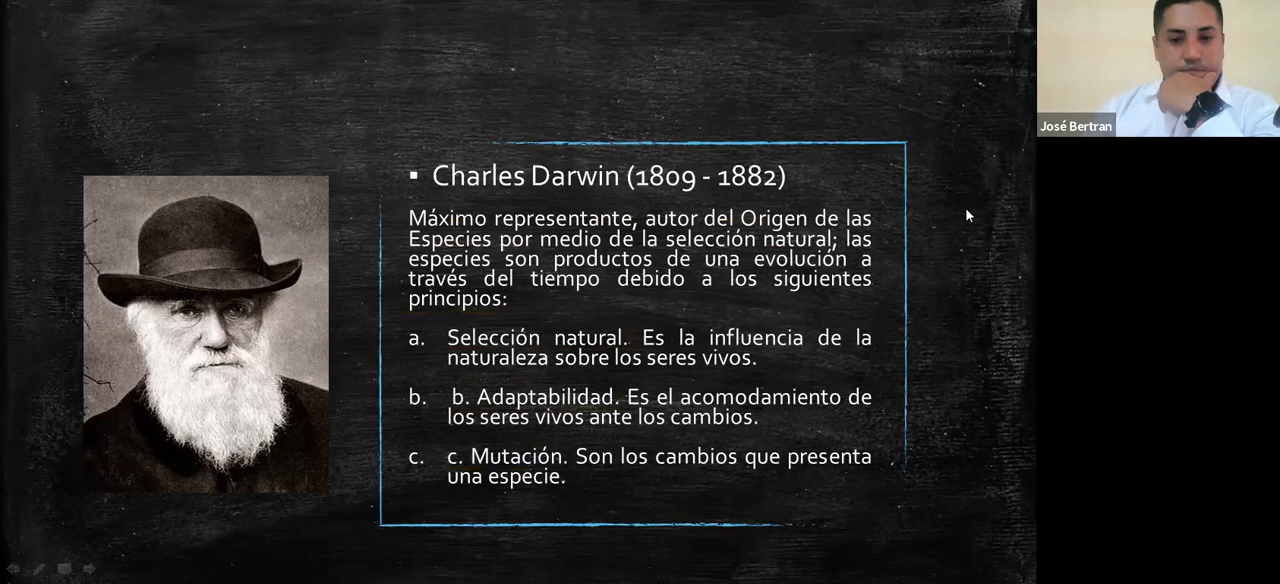 ▪ Charles Darwin (1809 - 1882)
Máximo representante, autor del Origen de las
Especies por medio de la selección natural; las
especies son productos de una evolución a
través del tiempo debido a los siguientes
principios:
a. Selección natural. Es la influencia de la
naturaleza sobre los seres vivos.
b. b. Adaptabilidad. Es el acomodamiento de
los seres vivos ante los cambios.
c. c. Mutación. Son los cambios que presenta
una especie.
José Bertran